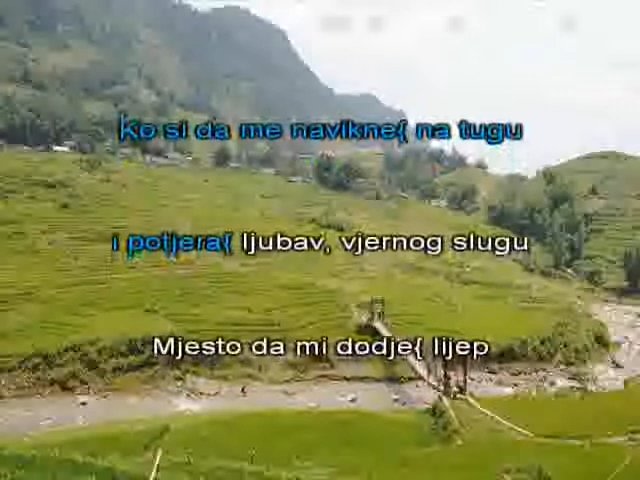 Ko si da me navikne{ na tugu
i potjera{ ljubav, vjernog slugu
Mjesto da mi dodje{ lijep